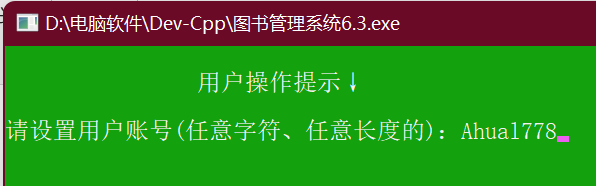 D:\电脑软件\Dev-Cpp\图书管理系统6.3.exe
用户操作提示↓
请设置用户账号(任意字符、任意长度的)：Ahual778